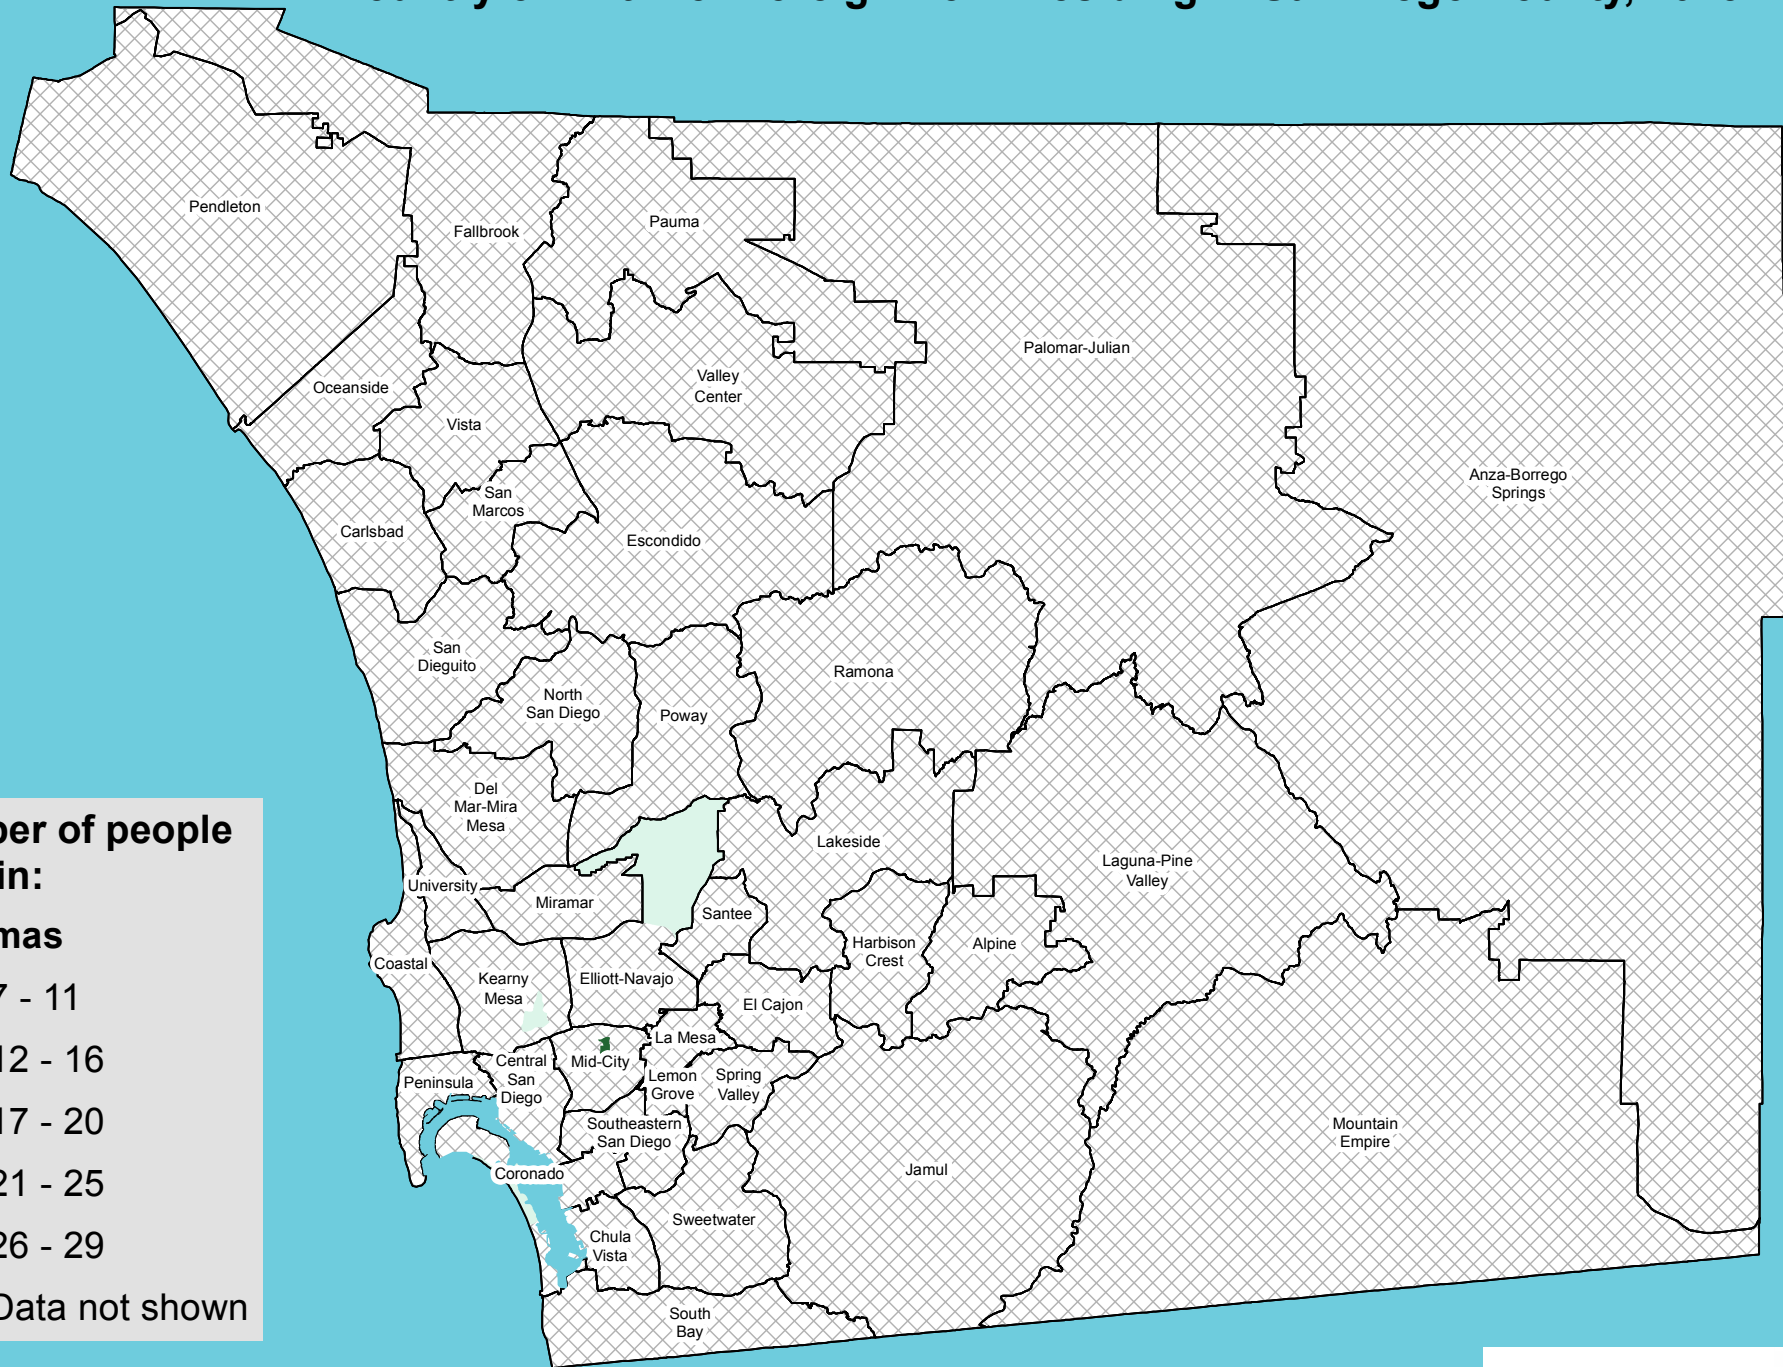 Pendleton
Fallbrook
Pauma
Palomar-Julian
Oceanside
Valley
Center
Vista
Anza-Borrego
Springs
San
Marcos
Carlsbad
Escondido
San
Dieguito
Ramona
North
San Diego
Poway
Del
Mar-Mira
Mesa
Lakeside
Laguna-Pine
Valley
University
Miramar
Santee
Harbison
Crest
Alpine
Coastal
Kearny
Mesa
Elliott-Navajo
El Cajon
La Mesa
Central
San
Diego
Mid-City
Peninsula
Lemon
Grove
Spring
Valley
Southeastern
San Diego
Mountain
Empire
Coronado
Jamul
Sweetwater
Chula
Vista
South
Bay
of people
in:
mas
7 - 11
12 - 16
17 - 20
21 - 25
26 - 29
Data not shown